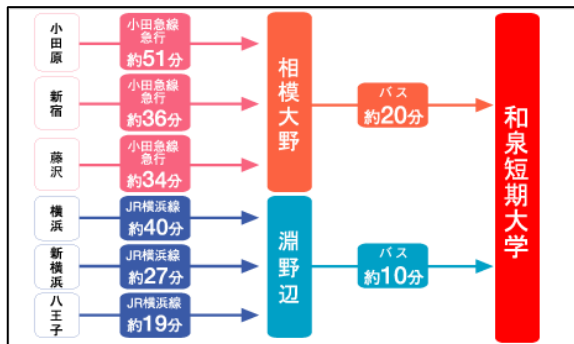 小田原
小田急線
急行
約51分
新宿
小田急線
急行
約36分
藤沢
小田急線
急行
約34分
相模大野
バス
約20分
横浜
JR横浜線
約40分
新横浜
JR横浜線
約27分
八王子
JR横浜線
約19分
淵野辺
バス
約10分
和泉短期大学